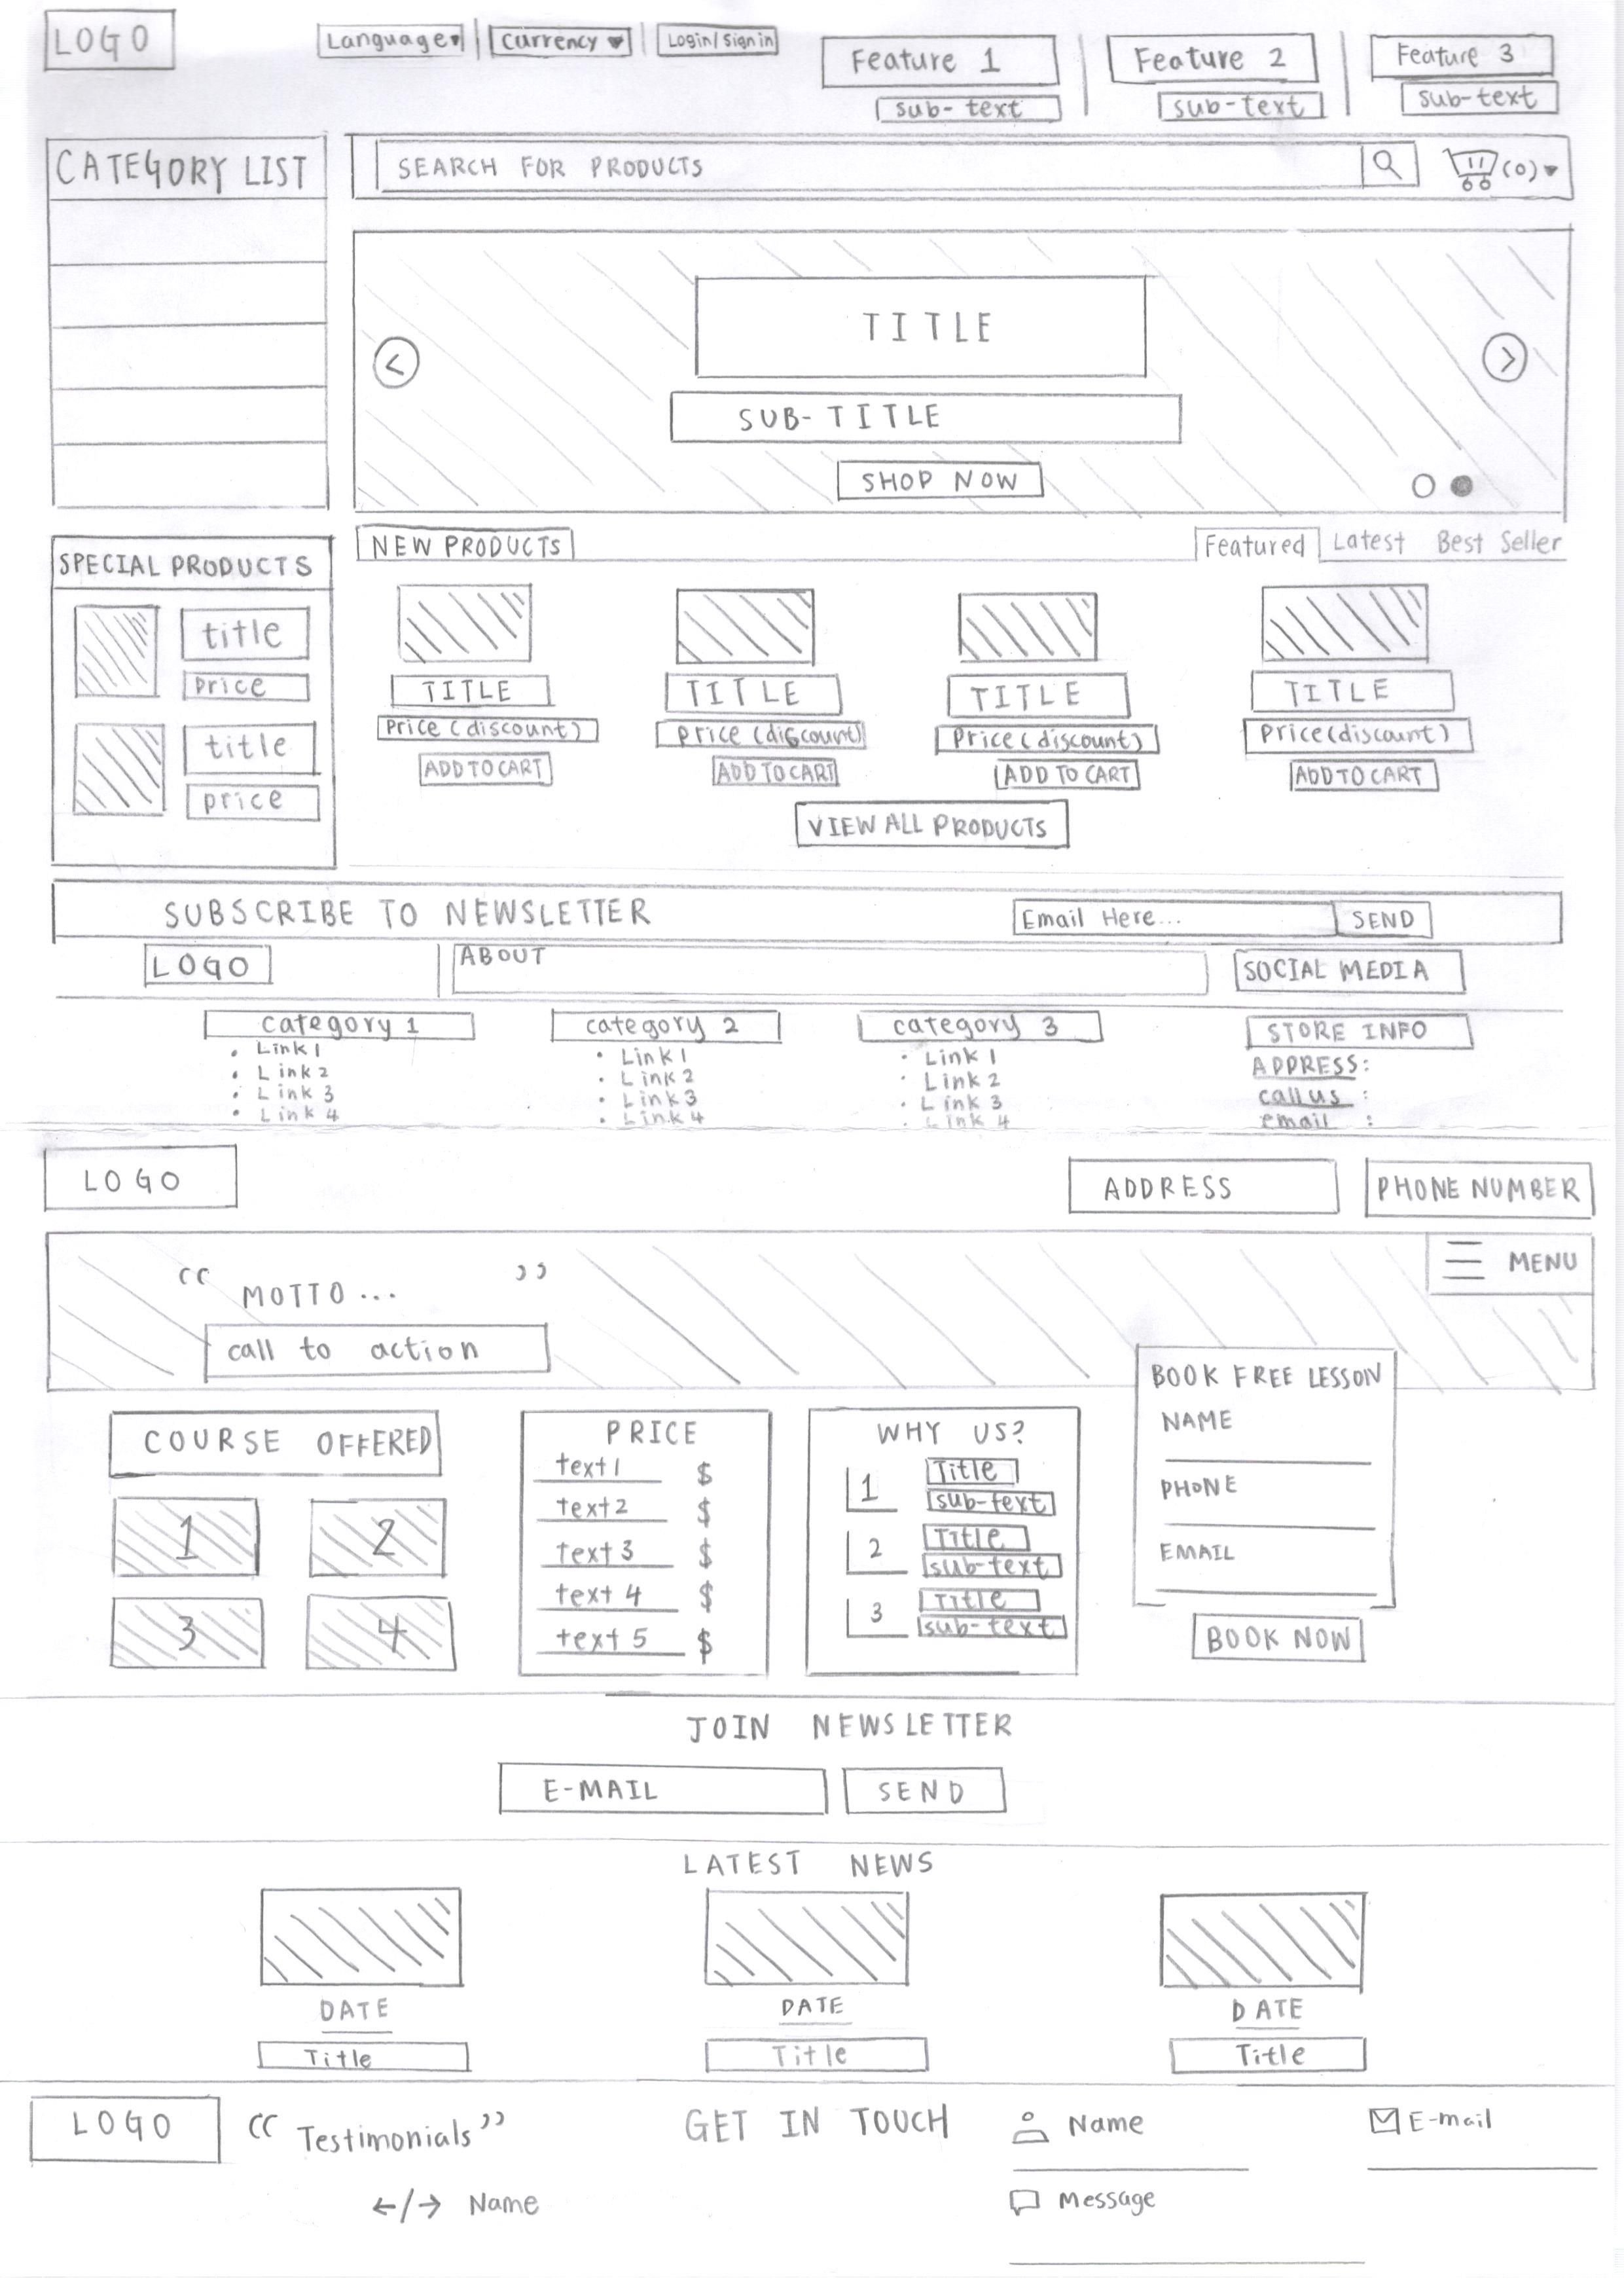 LOGO
Language
Currency
Login/Sign in
Feature 1
sub-text
Feature 2
sub-text
Feature 3
sub-text
CATEGORY LIST
SEARCH FOR PRODUCTS
(0)
TITLE
SUB-TITLE
SHOP NOW
SPECIAL PRODUCTS
title
price
title
price
NEW PRODUCTS
Featured Latest Best Seller
TITLE TITLE TITLE TITLE
Price (discount) price (discount) Price (discount) Price (discount)
ADD TO CART ADD TO CART ADD TO CART ADD TO CART
VIEW ALL PRODUCTS
SUBSCRIBE TO NEWSLETTER
Email Here...
SEND
LOGO
ABOUT
SOCIAL MEDIA
category 1
• Link 1
• Link 2
• Link 3
• Link 4
category 2
• Link 1
• Link 2
• Link 3
• Link 4
category 3
• Link 1
• Link 2
• Link 3
• Link 4
STORE INFO
ADDRESS:
call us :
email :
LOGO
ADDRESS
PHONE NUMBER
MENU
“ MOTTO... ”
call to action
COURSE OFFERED
1 2
3 4
PRICE
text 1 $
text 2 $
text 3 $
text 4 $
text 5 $
WHY US?
1 Title
sub-text
2 Title
sub-text
3 Title
sub-text
BOOK FREE LESSON
NAME
PHONE
EMAIL
BOOK NOW
JOIN NEWSLETTER
E-MAIL
SEND
LATEST NEWS
DATE DATE DATE
Title Title Title
LOGO
“ Testimonials ”
←/→ Name
GET IN TOUCH
Name
E-mail
Message